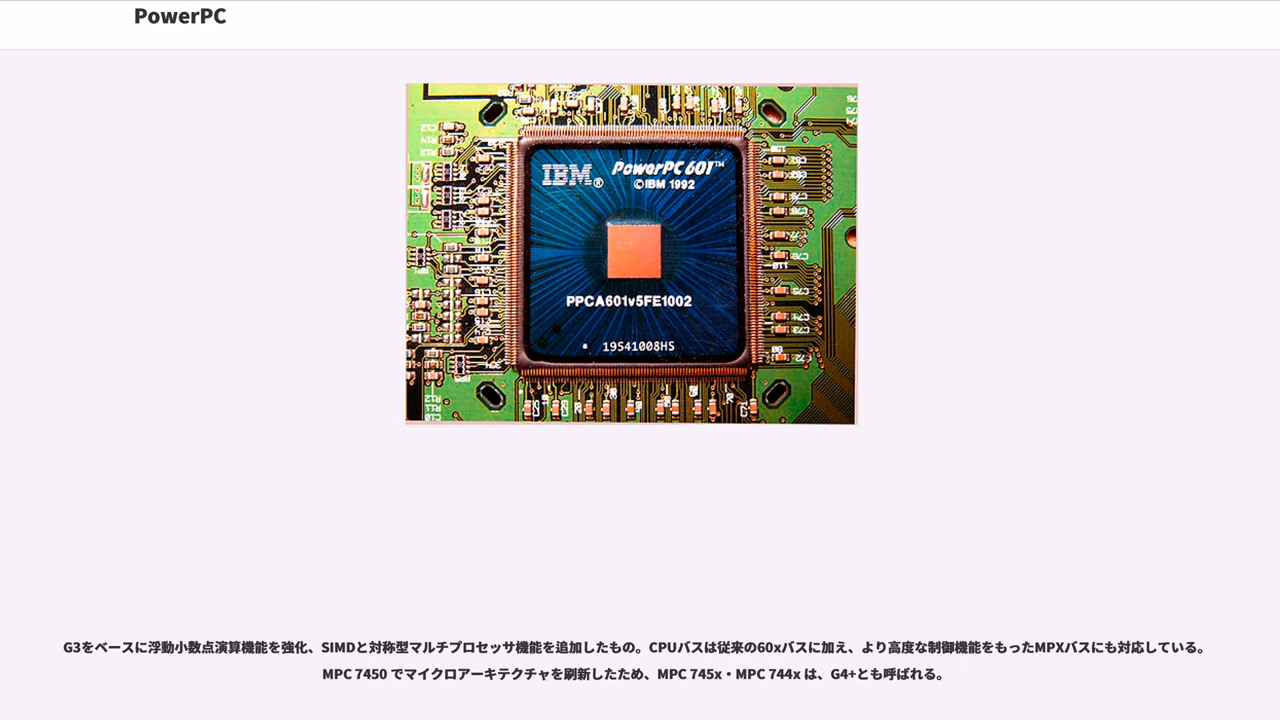 PowerPC
IBM®
PowerPC 601™
©IBM 1992
PPCA601v5FE1002
19541008HS
G3をベースに浮動小数点演算機能を強化、SIMDと対称型マルチプロセッサ機能を追加したもの。CPUバスは従来の60xバスに加え、より高度な制御機能をもったMPXバスにも対応している。
MPC 7450 でマイクロアーキテクチャを刷新したため、MPC 745x・MPC 744x は、G4+とも呼ばれる。